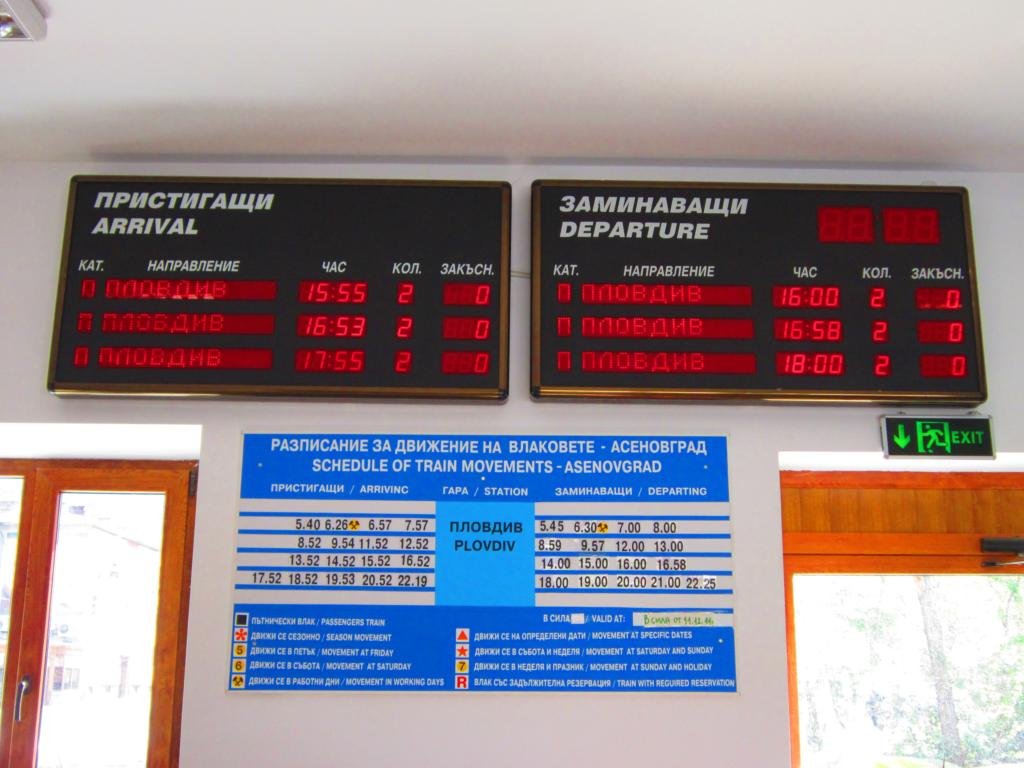 ПРИСТИГАЩИ
ARRIVAL
КАТ. НАПРАВЛЕНИЕ ЧАС КОЛ. ЗАКЪСН.
П ПЛОВДИВ 15:55 2 0
П ПЛОВДИВ 16:53 2 0
П ПЛОВДИВ 17:55 2 0
ЗАМИНАВАЩИ
DEPARTURE
КАТ. НАПРАВЛЕНИЕ ЧАС КОЛ. ЗАКЪСН.
П ПЛОВДИВ 16:00 2 0
П ПЛОВДИВ 16:58 2 0
П ПЛОВДИВ 18:00 2 0
EXIT
РАЗПИСАНИЕ ЗА ДВИЖЕНИЕ НА ВЛАКОВЕТЕ - АСЕНОВГРАД
SCHEDULE OF TRAIN MOVEMENTS - ASENOVGRAD
ПРИСТИГАЩИ / ARRIVINC ГАРА / STATION ЗАМИНАВАЩИ / DEPARTING
5.40 6.26 6.57 7.57 ПЛОВДИВ 5.45 6.30 7.00 8.00
8.52 9.54 11.52 12.52 PLOVDIV 8.59 9.57 12.00 13.00
13.52 14.52 15.52 16.52 14.00 15.00 16.00 16.58
17.52 18.52 19.53 20.52 22.19 18.00 19.00 20.00 21.00 22.25
В СИЛА / VALID AT: В СИЛА ОТ 11.12.16
ПЪТНИЧЕСКИ ВЛАК / PASSENGERS TRAIN
ДВИЖИ СЕ СЕЗОННО / SEASON MOVEMENT
5 ДВИЖИ СЕ В ПЕТЪК / MOVEMENT AT FRIDAY
6 ДВИЖИ СЕ В СЪБОТА / MOVEMENT AT SATURDAY
ДВИЖИ СЕ В РАБОТНИ ДНИ / MOVEMENT IN WORKING DAYS
ДВИЖИ СЕ НА ОПРЕДЕЛЕНИ ДАТИ / MOVEMENT AT SPECIFIC DATES
ДВИЖИ СЕ В СЪБОТА И НЕДЕЛЯ / MOVEMENT AT SATURDAY AND SUNDAY
7 ДВИЖИ СЕ В НЕДЕЛЯ И ПРАЗНИК / MOVEMENT AT SUNDAY AND HOLIDAY
R ВЛАК СЪС ЗАДЪЛЖИТЕЛНА РЕЗЕРВАЦИЯ / TRAIN WITH REGUIRED RESERVATION